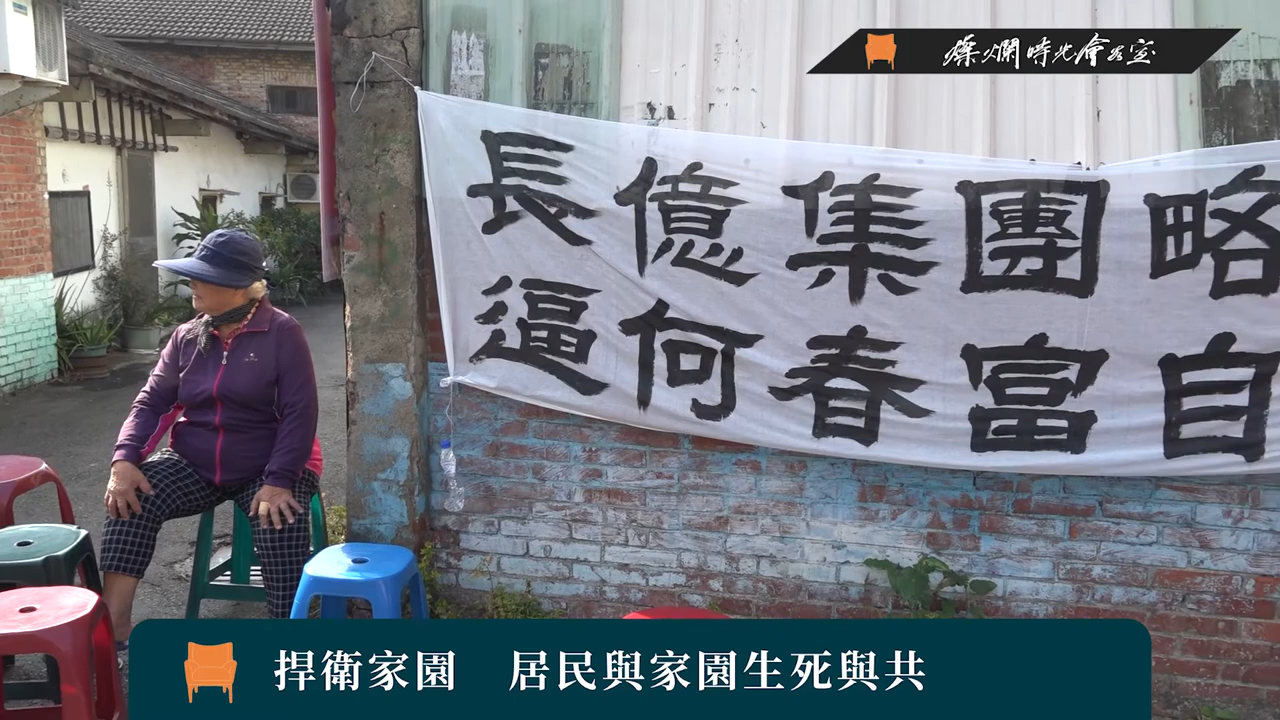 燦爛時光會客室
長億集團略
逼何春富自
捍衛家園 居民與家園生死與共